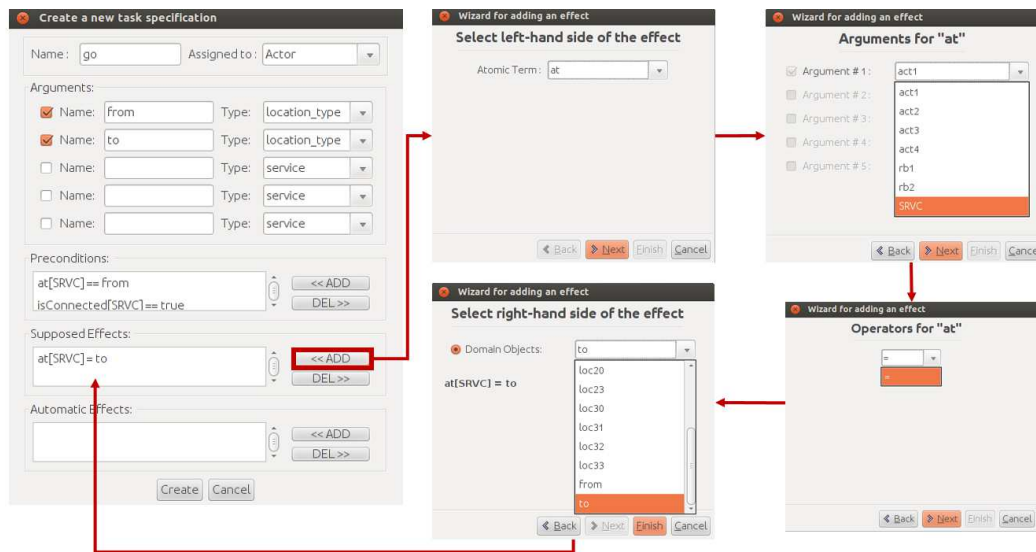 Create a new task specification
Name: go Assigned to: Actor
Arguments:
Name: from Type: location_type
Name: to Type: location_type
Name: Type: service
Name: Type: service
Name: Type: service
Preconditions:
at[SRVC]== from
isConnected[SRVC]== true
<< ADD
DEL >>
Supposed Effects:
at[SRVC]= to
<< ADD
DEL >>
Automatic Effects:
<< ADD
DEL >>
Create Cancel
Wizard for adding an effect
Select left-hand side of the effect
Atomic Term: at
Back Next Finish Cancel
Wizard for adding an effect
Arguments for "at"
Argument # 1: act1
Argument # 2:
Argument # 3:
Argument # 4:
Argument # 5:
act1
act2
act3
act4
rb1
rb2
SRVC
Back Next Finish Cance
Wizard for adding an effect
Operators for "at"
=
=
Back Next Finish Cancel
Wizard for adding an effect
Select right-hand side of the effect
Domain Objects: to
at[SRVC] = to
loc20
loc23
loc30
loc31
loc32
loc33
from
to
Back Next Finish Cancel